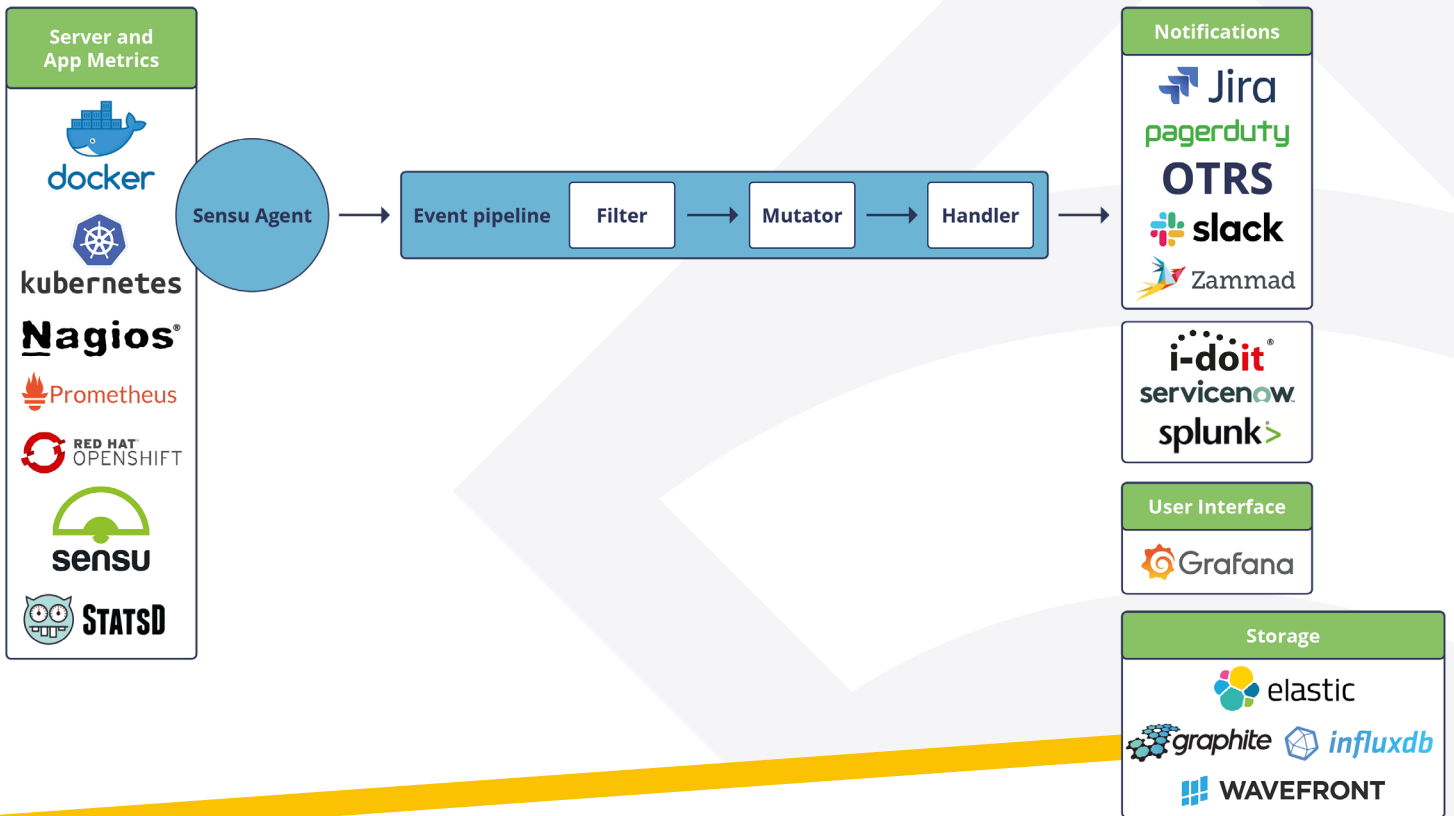 Server and
App Metrics
docker
kubernetes
Nagios®
Prometheus
RED HAT®
OPENSHIFT
sensu
STATSD
Sensu Agent
Event pipeline
Filter
Mutator
Handler
Notifications
Jira
pagerduty
OTRS
slack
Zammad
i-doit®
servicenow
splunk>
User Interface
Grafana
Storage
elastic
graphite
influxdb
WAVEFRONT